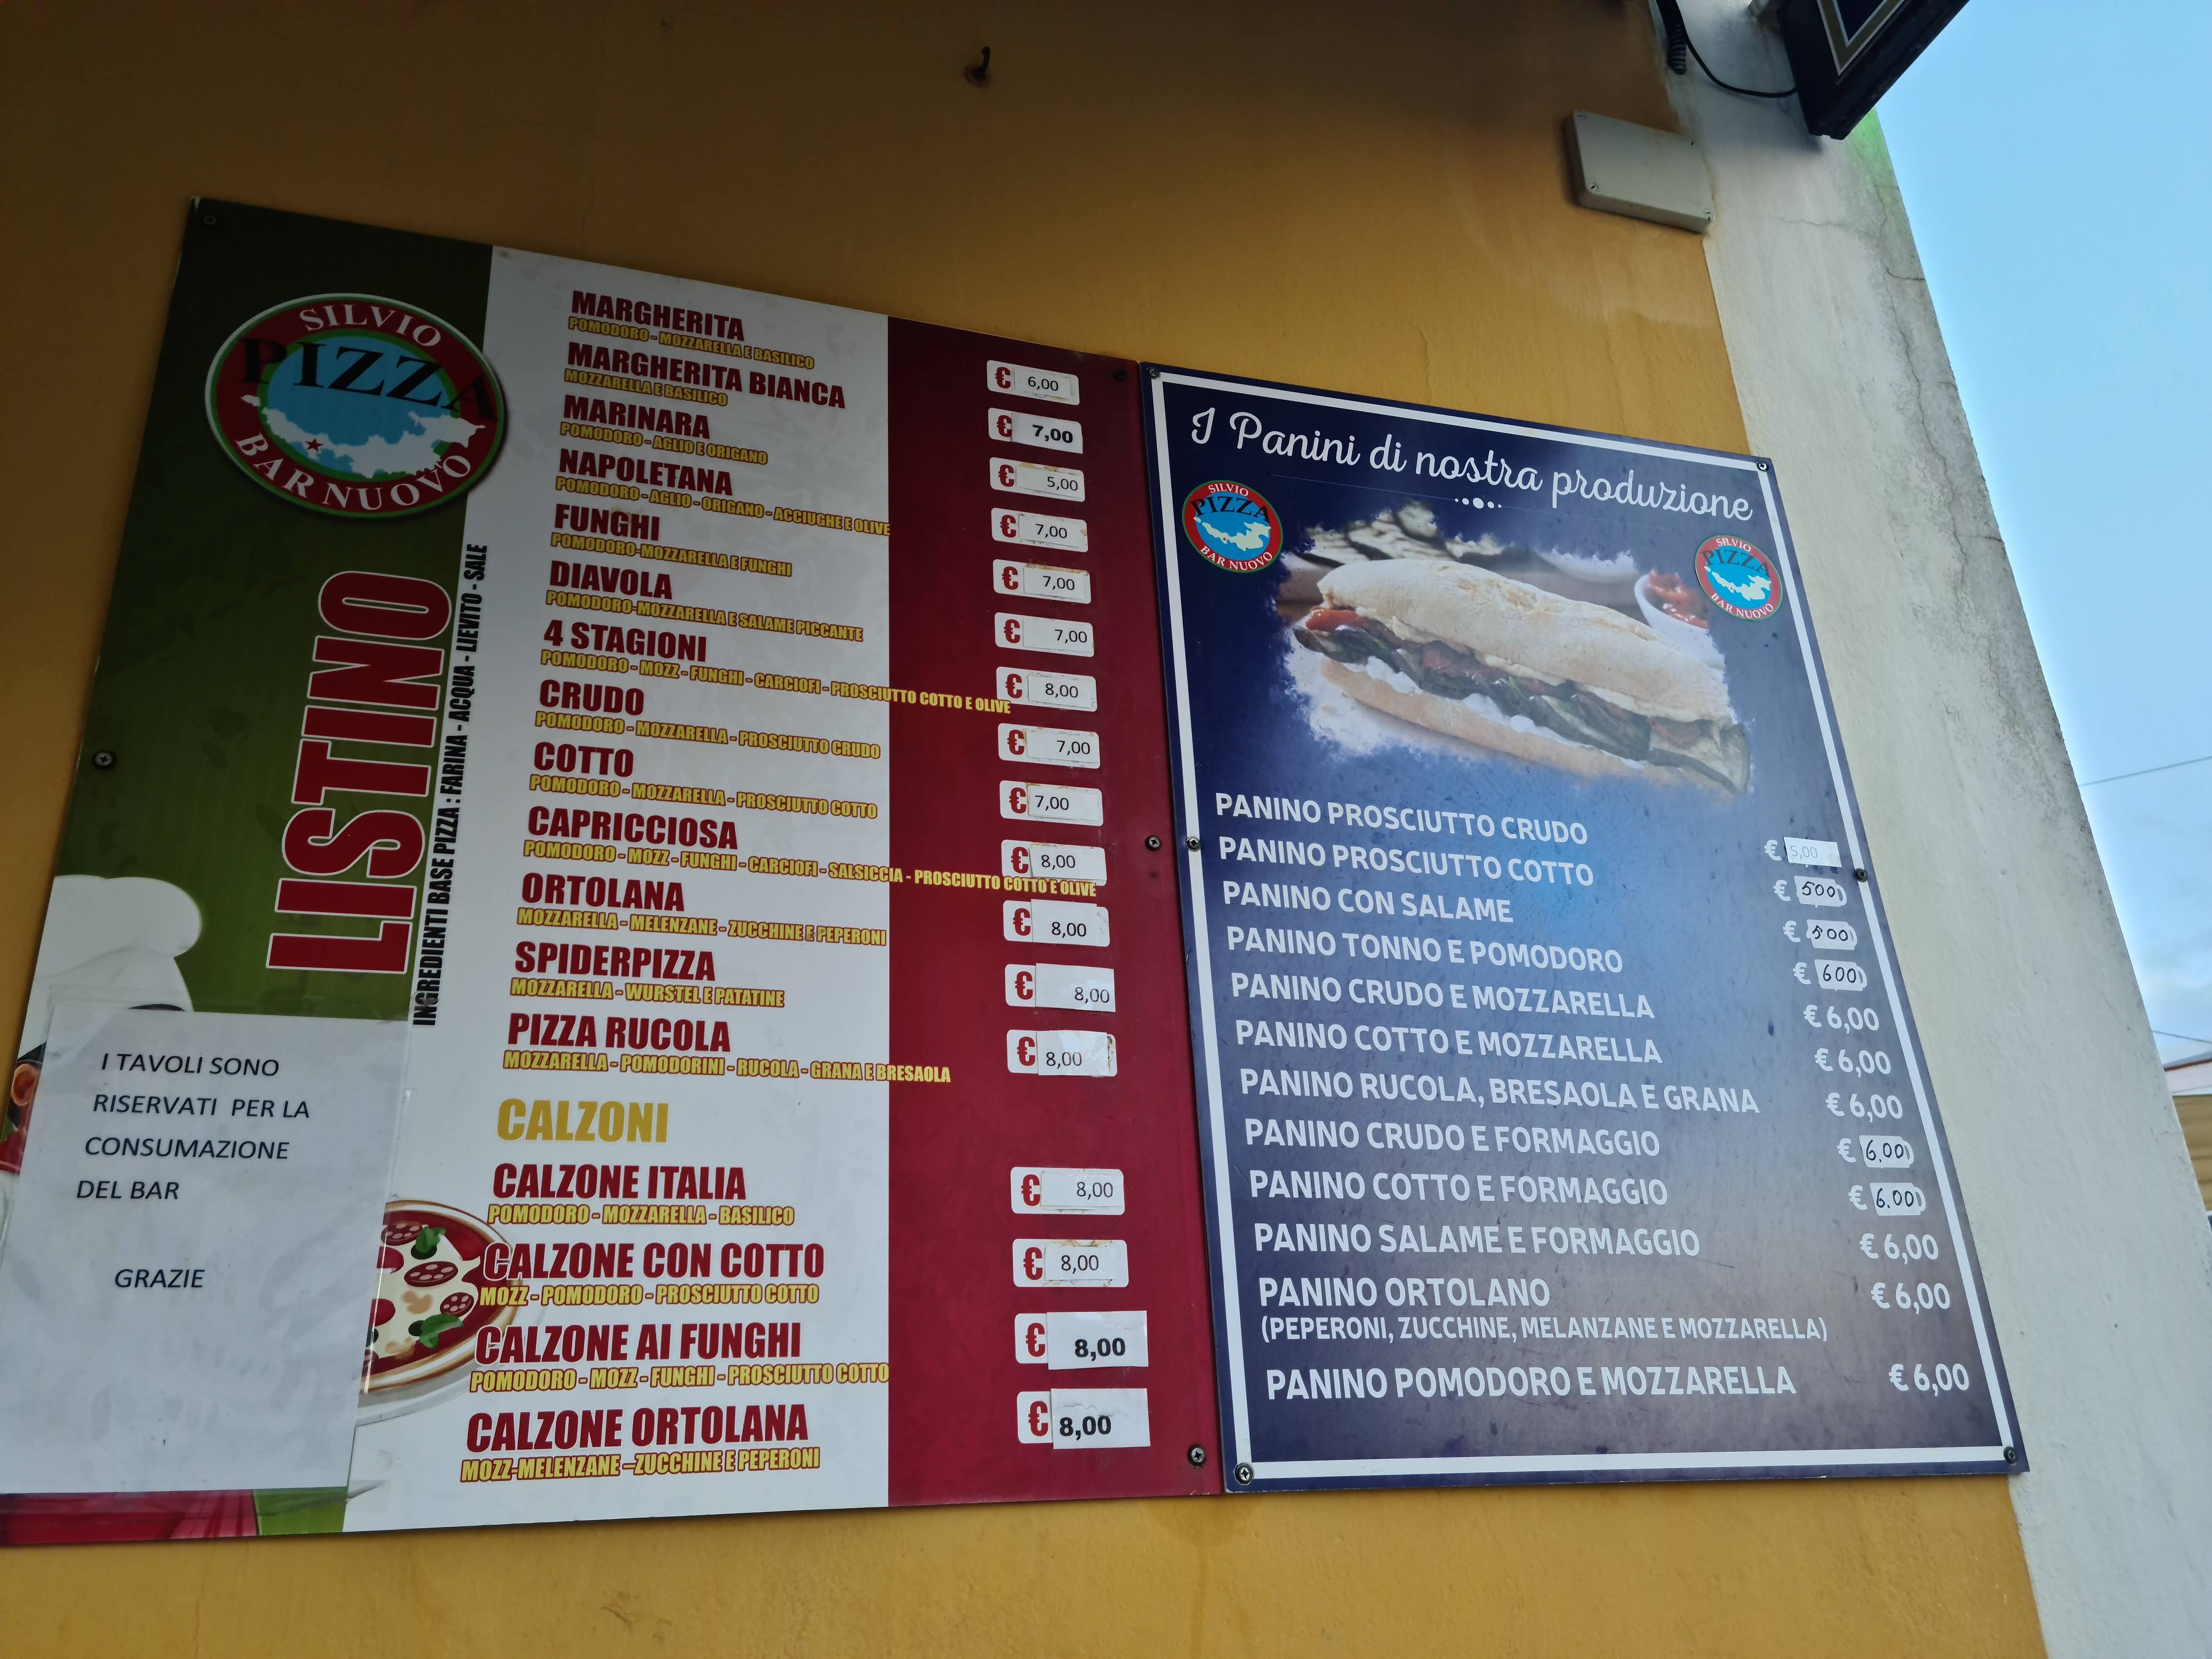 SILVIO
PIZZA
BAR NUOVO
LISTINO
INGREDIENTI BASE PIZZA : FARINA - ACQUA - LIEVITO - SALE
I TAVOLI SONO
RISERVATI PER LA
CONSUMAZIONE
DEL BAR
GRAZIE
MARGHERITA € 6,00
POMODORO - MOZZARELLA E BASILICO
MARGHERITA BIANCA € 7,00
MOZZARELLA E BASILICO
MARINARA € 5,00
POMODORO - AGLIO E ORIGANO
NAPOLETANA € 7,00
POMODORO - AGLIO - ORIGANO - ACCIUGHE E OLIVE
FUNGHI € 7,00
POMODORO-MOZZARELLA E FUNGHI
DIAVOLA € 7,00
POMODORO-MOZZARELLA E SALAME PICCANTE
4 STAGIONI € 8,00
POMODORO - MOZZ - FUNGHI - CARCIOFI - PROSCIUTTO COTTO E OLIVE
CRUDO € 7,00
POMODORO - MOZZARELLA - PROSCIUTTO CRUDO
COTTO € 7,00
POMODORO - MOZZARELLA - PROSCIUTTO COTTO
CAPRICCIOSA € 8,00
POMODORO - MOZZ - FUNGHI - CARCIOFI - SALSICCIA - PROSCIUTTO COTTO E OLIVE
ORTOLANA € 8,00
MOZZARELLA - MELENZANE - ZUCCHINE E PEPERONI
SPIDERPIZZA € 8,00
MOZZARELLA - WURSTEL E PATATINE
PIZZA RUCOLA € 8,00
MOZZARELLA - POMODORINI - RUCOLA - GRANA E BRESAOLA
CALZONI
CALZONE ITALIA € 8,00
POMODORO - MOZZARELLA - BASILICO
CALZONE CON COTTO € 8,00
MOZZ - POMODORO - PROSCIUTTO COTTO
CALZONE AI FUNGHI € 8,00
POMODORO - MOZZ - FUNGHI - PROSCIUTTO COTTO
CALZONE ORTOLANA € 8,00
MOZZ-MELENZANE –ZUCCHINE E PEPERONI
I Panini di nostra produzione
SILVIO
PIZZA
BAR NUOVO
SILVIO
PIZZA
BAR NUOVO
PANINO PROSCIUTTO CRUDO € 5,00
PANINO PROSCIUTTO COTTO € 500
PANINO CON SALAME € 500
PANINO TONNO E POMODORO € 600
PANINO CRUDO E MOZZARELLA € 6,00
PANINO COTTO E MOZZARELLA € 6,00
PANINO RUCOLA, BRESAOLA E GRANA € 6,00
PANINO CRUDO E FORMAGGIO € 6.00
PANINO COTTO E FORMAGGIO € 6.00
PANINO SALAME E FORMAGGIO € 6,00
PANINO ORTOLANO € 6,00
(PEPERONI, ZUCCHINE, MELANZANE E MOZZARELLA)
PANINO POMODORO E MOZZARELLA € 6,00